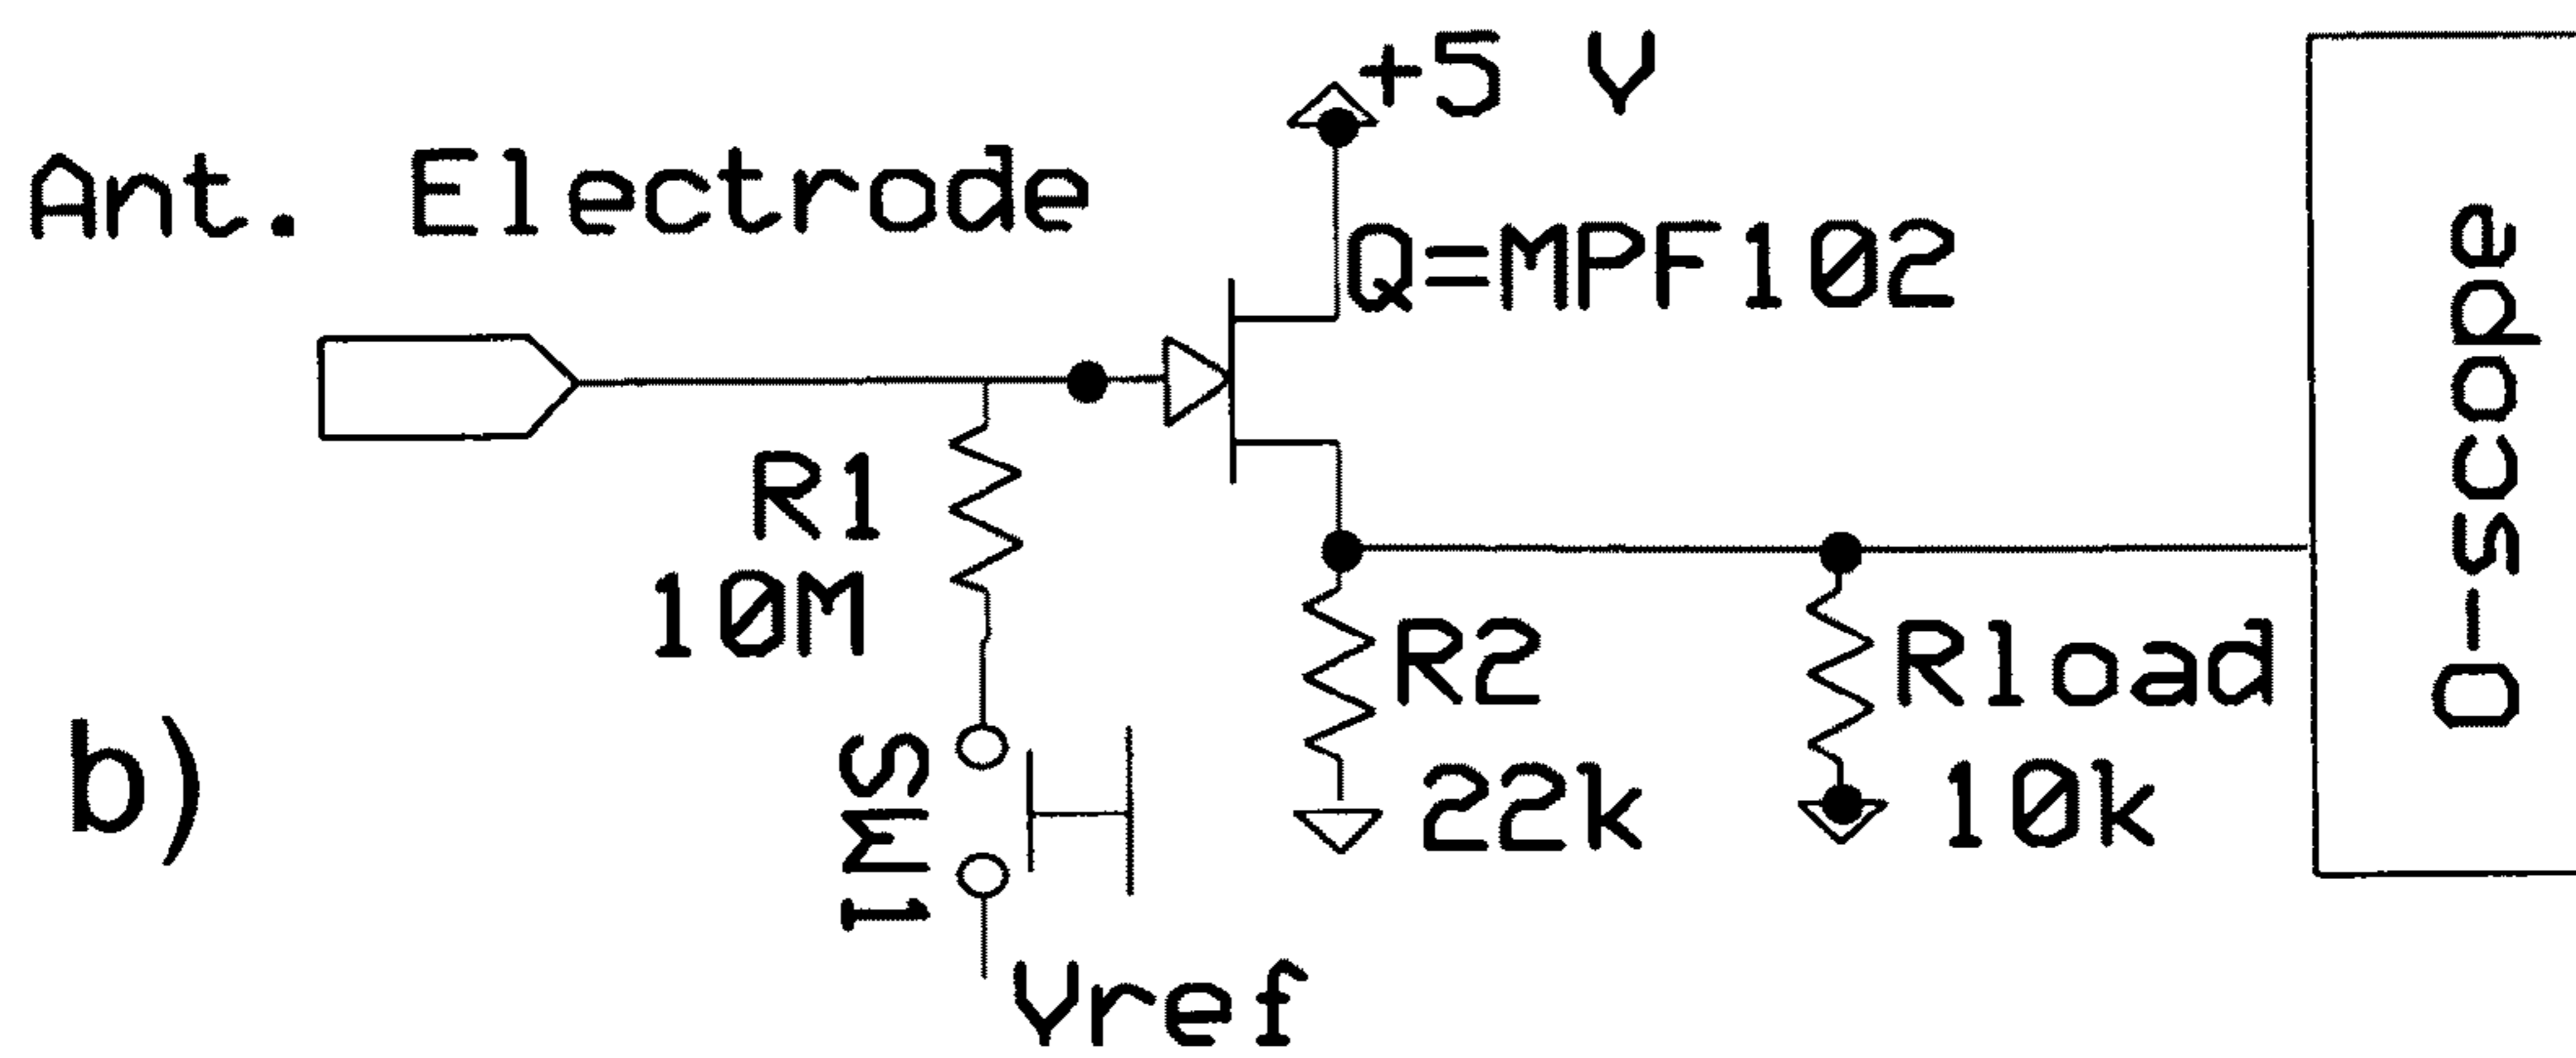 +5 V
Ant. Electrode
Q=MPF102
R1
10M
R2
22k
Rload
10k
SW1
Vref
O-scope
b)